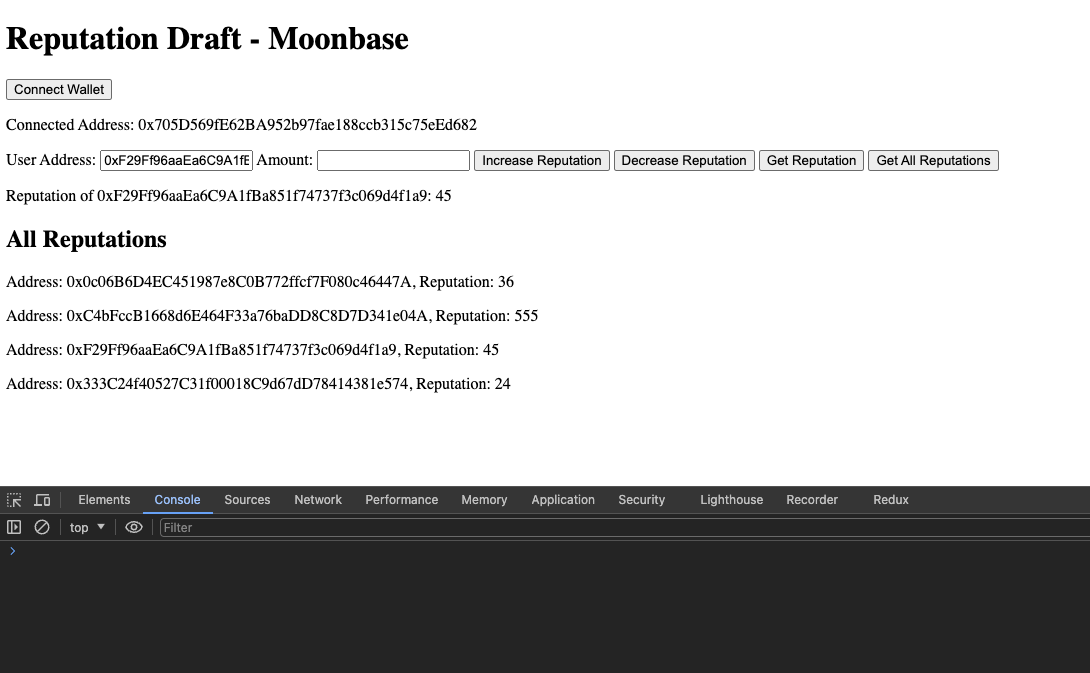 Reputation Draft - Moonbase
Connect Wallet
Connected Address: 0x705D569fE62BA952b97fae188ccb315c75eEd682
User Address: 0xF29Ff96aaEa6C9A1fE Amount: Increase Reputation Decrease Reputation Get Reputation Get All Reputations
Reputation of 0xF29Ff96aaEa6C9A1fBa851f74737f3c069d4f1a9: 45
All Reputations
Address: 0x0c06B6D4EC451987e8C0B772ffcf7F080c46447A, Reputation: 36
Address: 0xC4bFccB1668d6E464F33a76baDD8C8D7D341e04A, Reputation: 555
Address: 0xF29Ff96aaEa6C9A1fBa851f74737f3c069d4f1a9, Reputation: 45
Address: 0x333C24f40527C31f00018C9d67dD78414381e574, Reputation: 24
Elements Console Sources Network Performance Memory Application Security Lighthouse Recorder Redux
top Filter